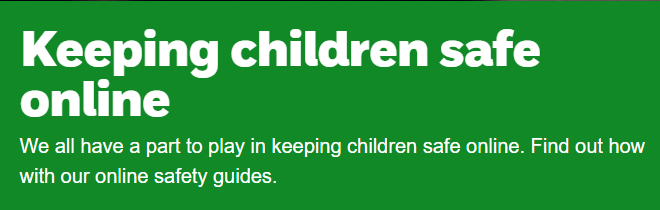 Keeping children safe
online
We all have a part to play in keeping children safe online. Find out how
with our online safety guides.